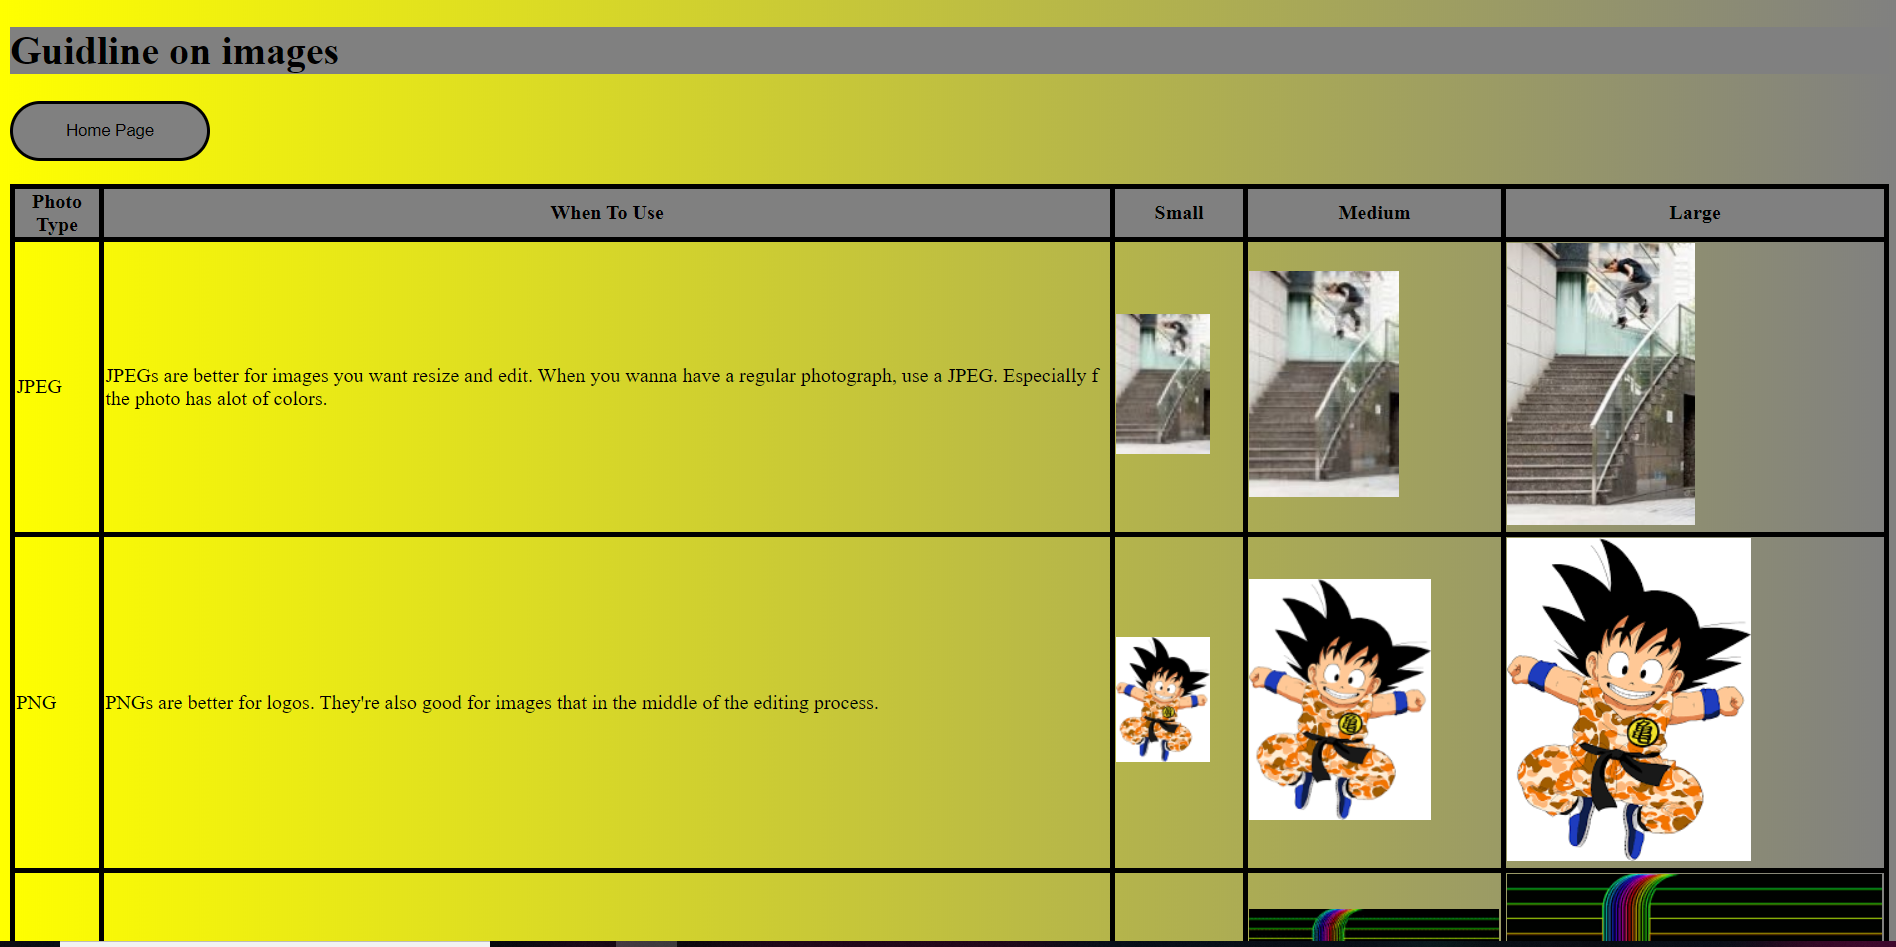 Guidline on images
Home Page
Photo
Type
When To Use
Small
Medium
Large
JPEG
JPEGs are better for images you want resize and edit. When you wanna have a regular photograph, use a JPEG. Especially f
the photo has alot of colors.
PNG
PNGs are better for logos. They're also good for images that in the middle of the editing process.
亀
亀
亀